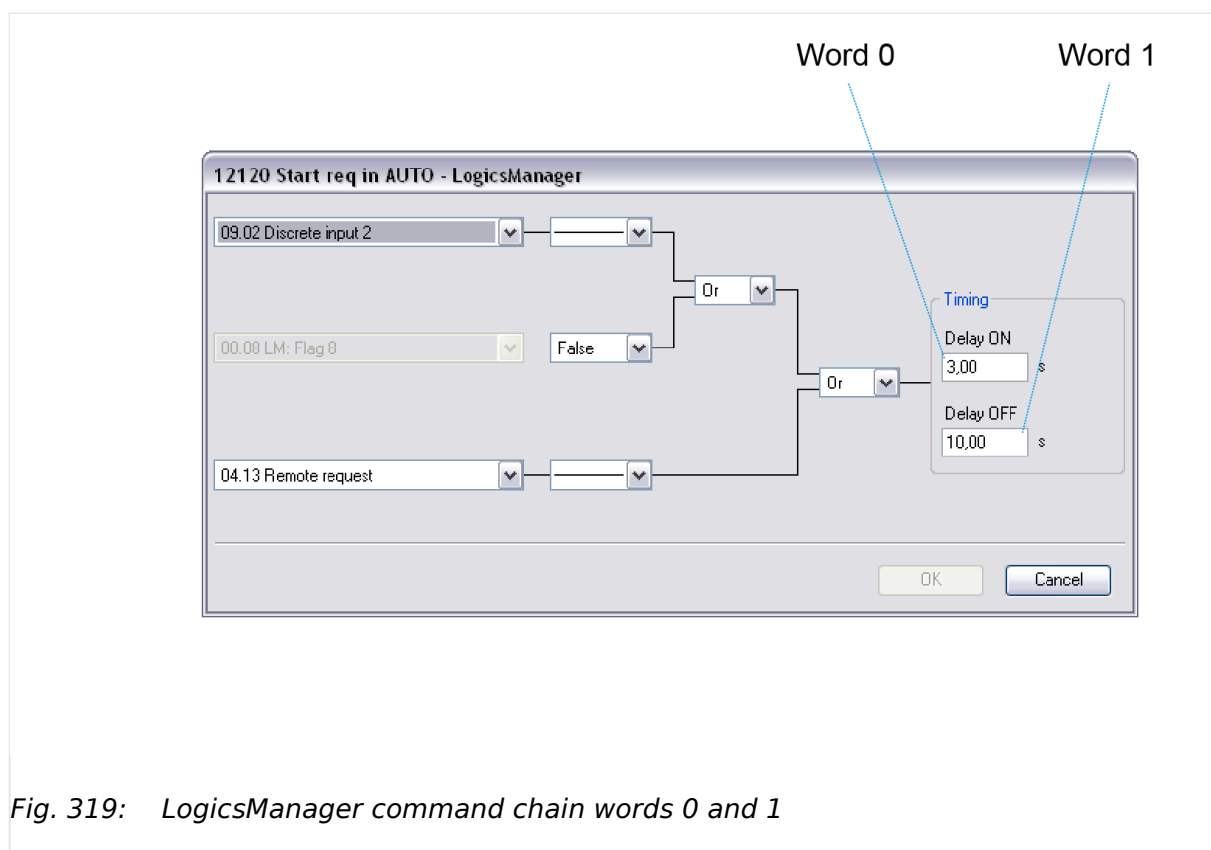 Word 0 Word 1
12120 Start req in AUTO - LogicsManager
09.02 Discrete input 2
Or
Timing
00.08 LM: Flag 8 False
Delay ON
3,00 s
Or
Delay OFF
10,00 s
04.13 Remote request
OK Cancel
Fig. 319: LogicsManager command chain words 0 and 1